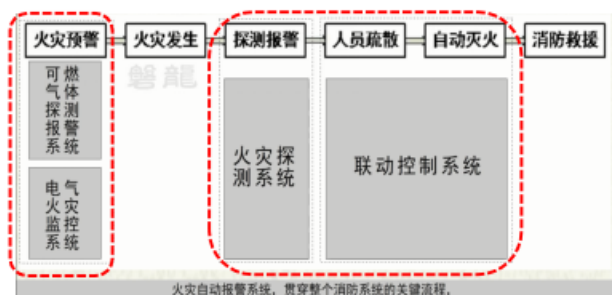 火灾预警
火灾发生
探测报警
人员疏散
自动灭火
消防救援
可燃
气体
探测
报警
系统
电气
火灾
监控
系统
磐龍
火灾探
测系统
联动控制系统
火灾自动报警系统，贯穿整个消防系统的关键流程，